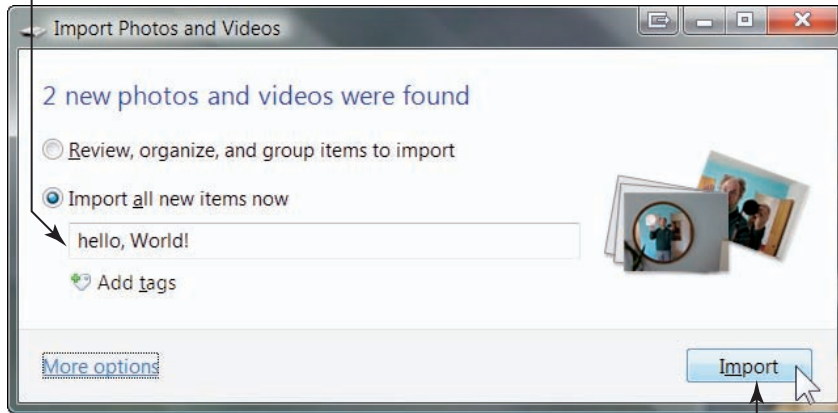 Import Photos and Videos
2 new photos and videos were found
Review, organize, and group items to import
Import all new items now
hello, World!
Add tags
More options
Import